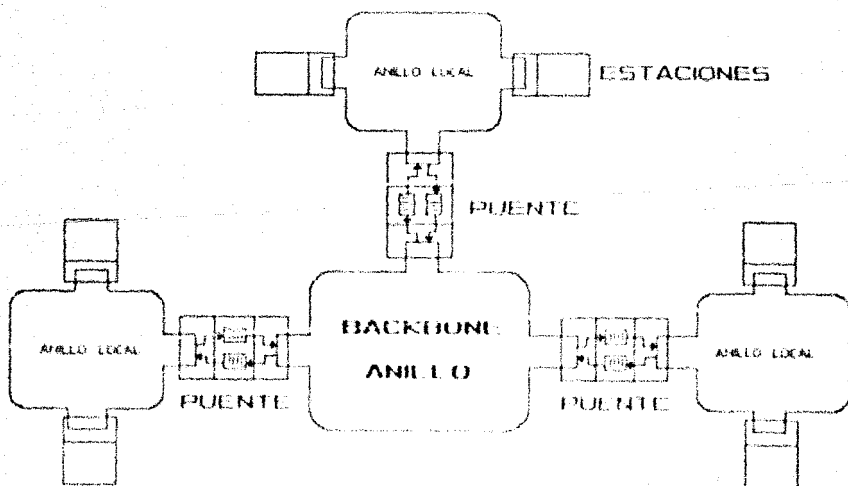 ANILLO LOCAL
ESTACIONES
PUENTE
BACKBONE
ANILLO
ANILLO LOCAL
ANILLO LOCAL
PUENTE
PUENTE